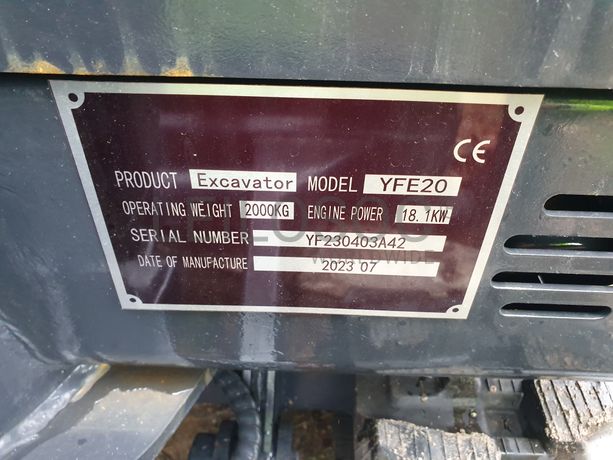 CE
PRODUCT Excavator MODEL YFE20
OPERATING WEIGHT 2000KG ENGINE POWER 18.1KW
SERIAL NUMBER YF230403A42
DATE OF MANUFACTURE 2023 07
WORLDWIDE